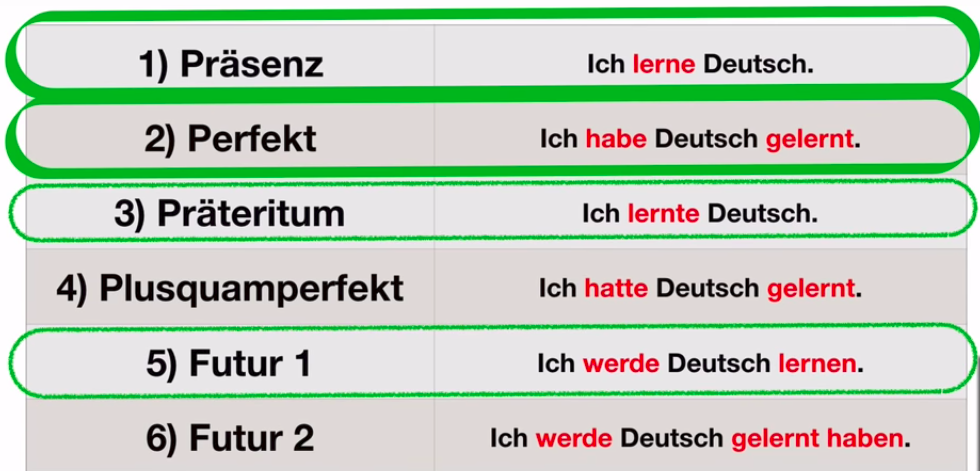 1) Präsenz Ich lerne Deutsch.
2) Perfekt Ich habe Deutsch gelernt.
3) Präteritum Ich lernte Deutsch.
4) Plusquamperfekt Ich hatte Deutsch gelernt.
5) Futur 1 Ich werde Deutsch lernen.
6) Futur 2 Ich werde Deutsch gelernt haben.